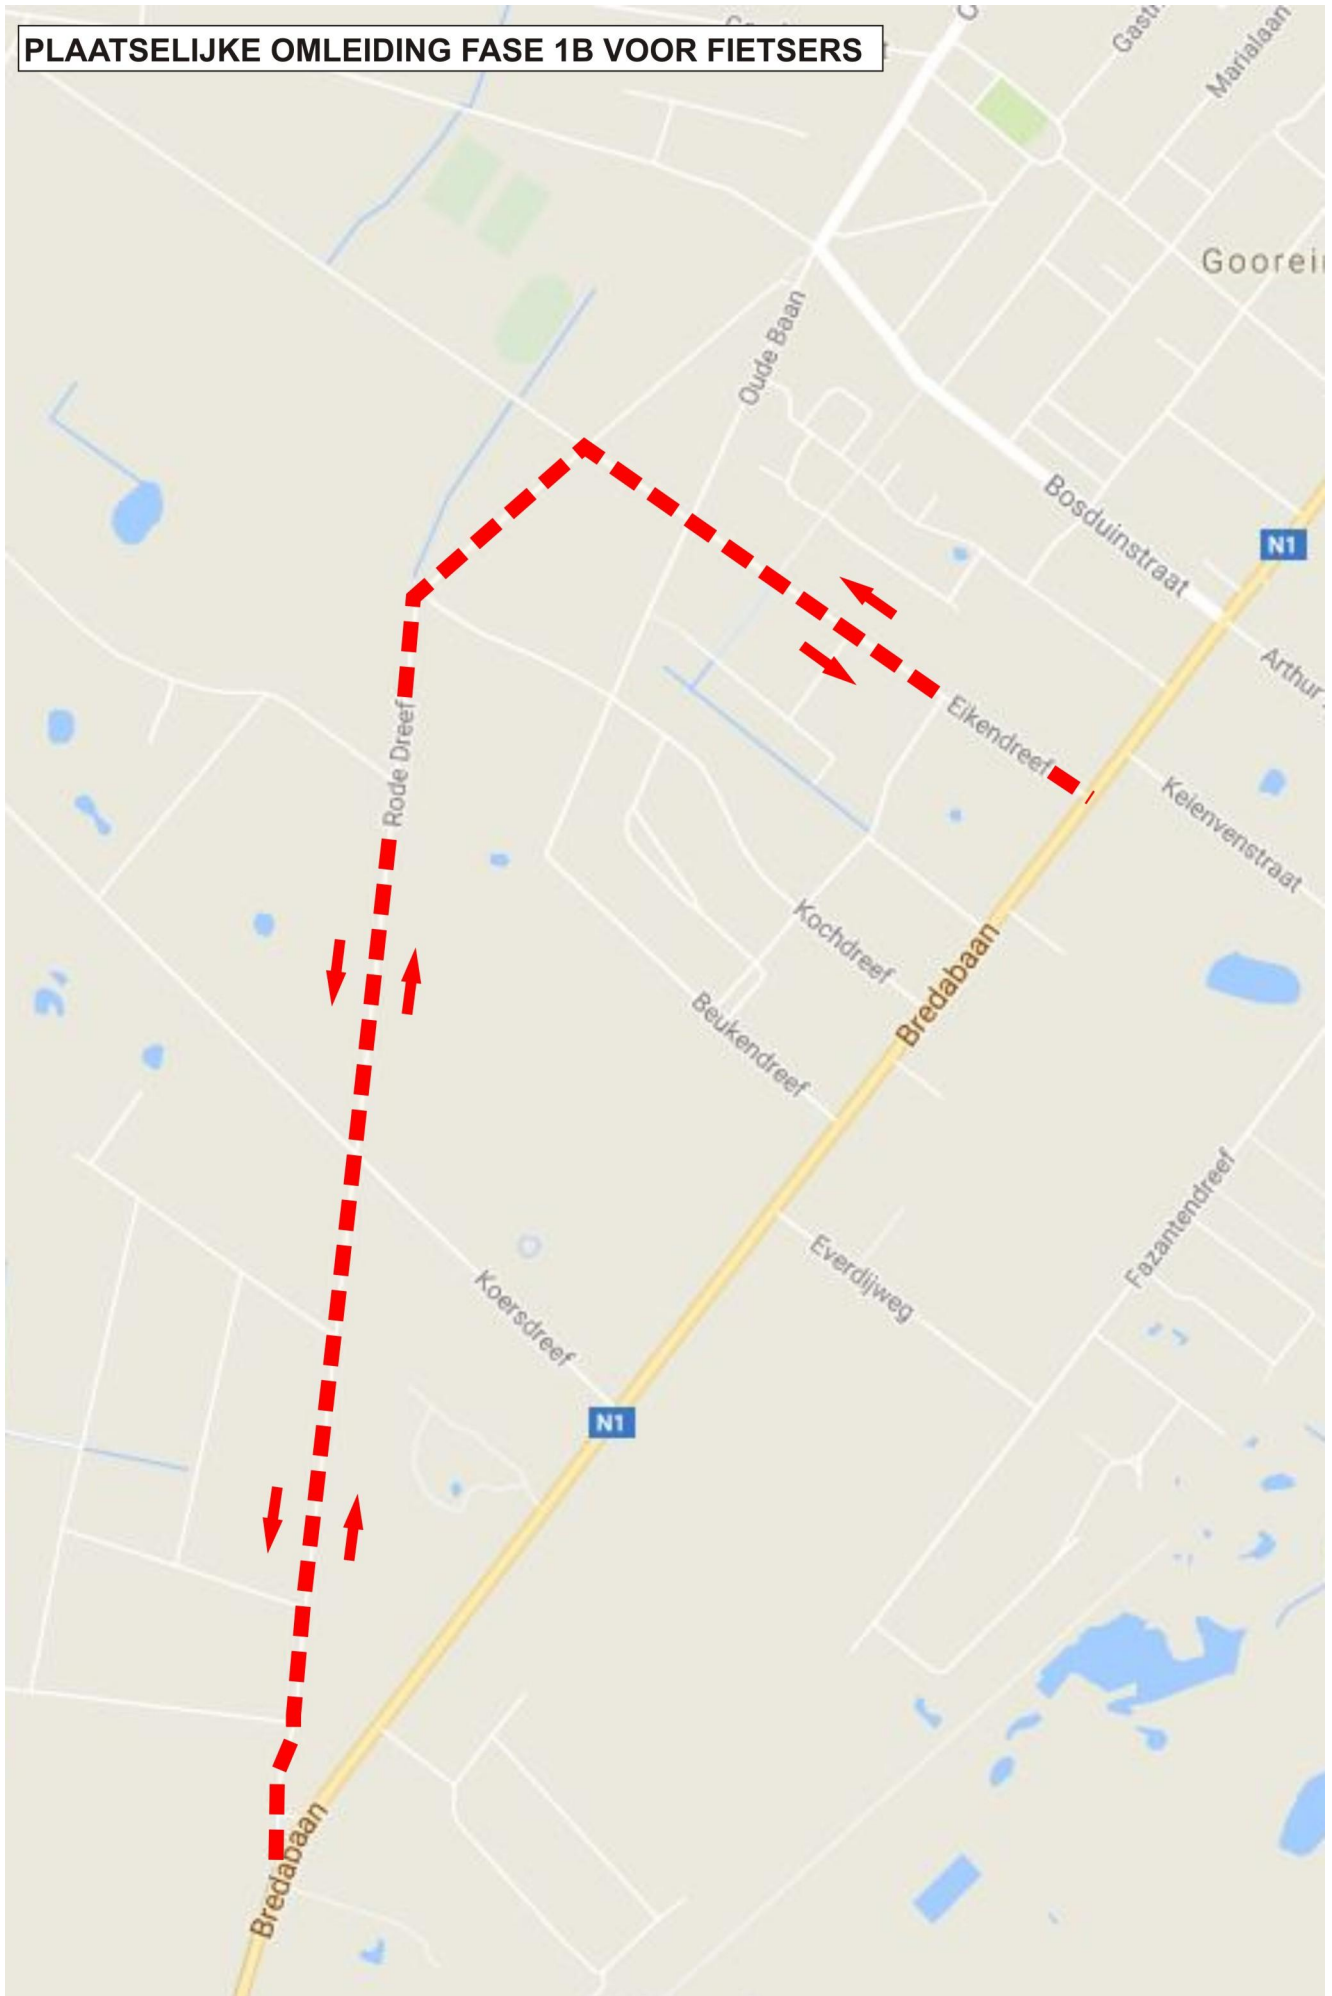 PLAATSELIJKE OMLEIDING FASE 1B VOOR FIETSERS
Marialaan
Goorei
Oude Baan
Bosduinstraat
N1
Arthur
Eikendreef
Rode Dreef
Keienvenstraat
Kochdreef
Bredabaan
Beukendreef
Fazantendreef
Everdijweg
Koersdreef
N1
Bredabaan